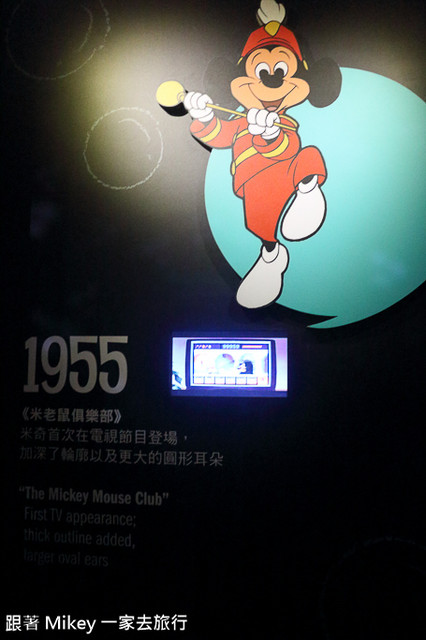 1955
《米老鼠俱樂部》
米奇首次在電視節目登場，
加深了輪廓以及更大的圓形耳朵
"The Mickey Mouse Club"
First TV appearance;
thick outline added,
larger oval ears
跟著 Mikey 一家去旅行